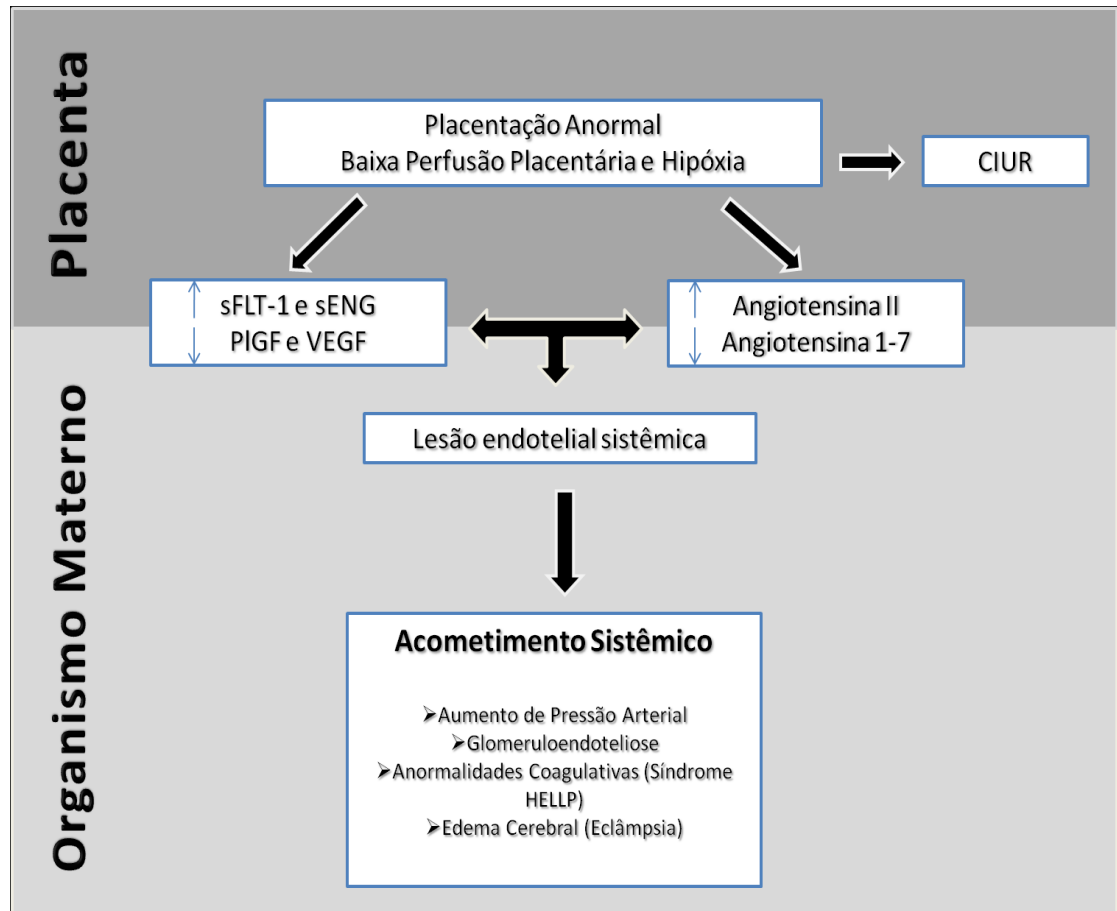 Placenta
Placentação Anormal
Baixa Perfusão Placentária e Hipóxia
CIUR
sFLT-1 e sENG
PlGF e VEGF
Angiotensina II
Angiotensina 1-7
Organismo Materno
Lesão endotelial sistêmica
Acometimento Sistêmico
➢Aumento de Pressão Arterial
➢Glomeruloendoteliose
➢Anormalidades Coagulativas (Síndrome
HELLP)
➢Edema Cerebral (Eclâmpsia)